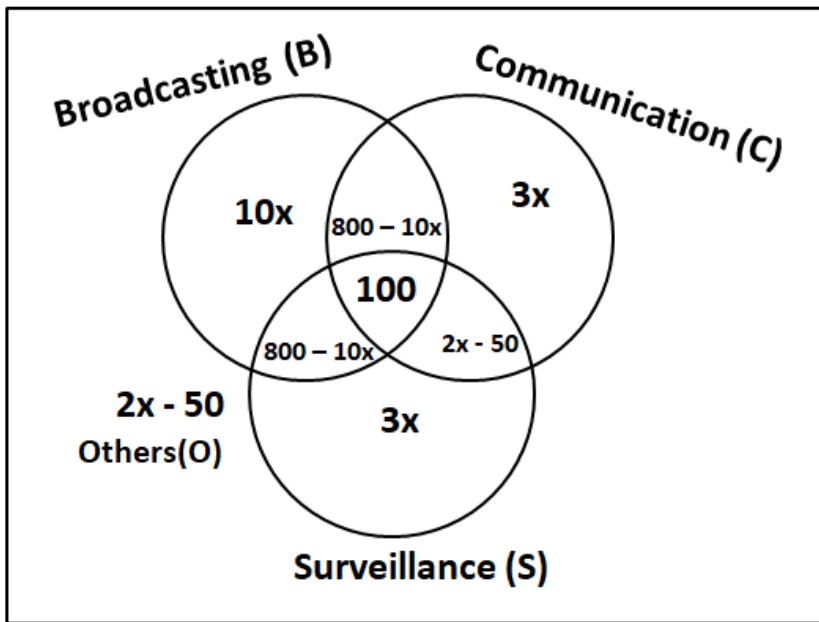 Broadcasting (B)
Communication (C)
10x
3x
800 – 10x
100
800 – 10x
2x - 50
2x - 50
Others(O)
3x
Surveillance (S)